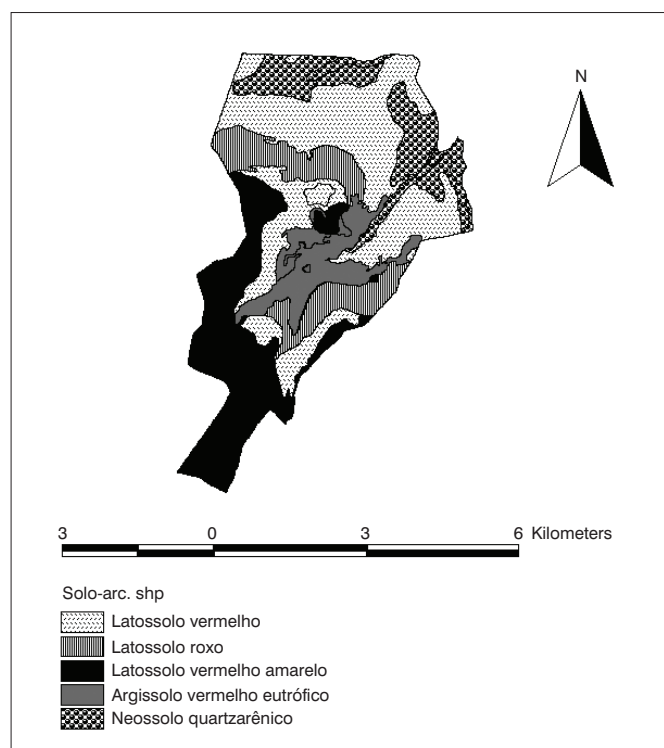 N
3 0 3 6 Kilometers
Solo-arc. shp
Latossolo vermelho
Latossolo roxo
Latossolo vermelho amarelo
Argissolo vermelho eutrófico
Neossolo quartzarênico